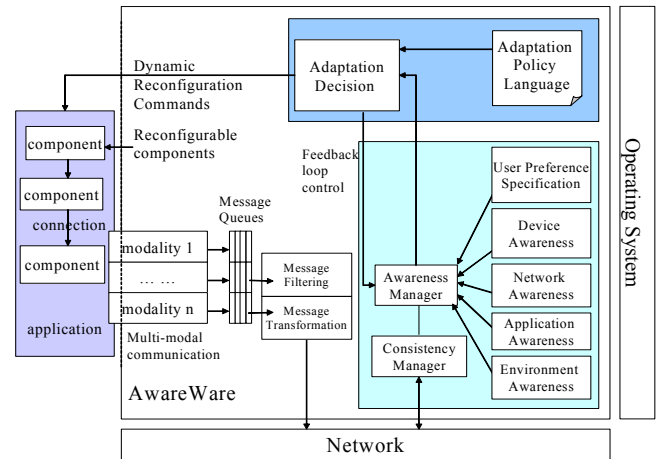 Dynamic
Reconfiguration
Commands
Adaptation
Decision
Adaptation
Policy
Language
Operating System
component
Reconfigurable
components
component
connection
component
application
Feedback
loop
control
Message
Queues
modality 1
... ...
modality n
Multi-modal
communication
Message
Filtering
Message
Transformation
User Preference
Specification
Device
Awareness
Network
Awareness
Application
Awareness
Environment
Awareness
Awareness
Manager
Consistency
Manager
AwareWare
Network